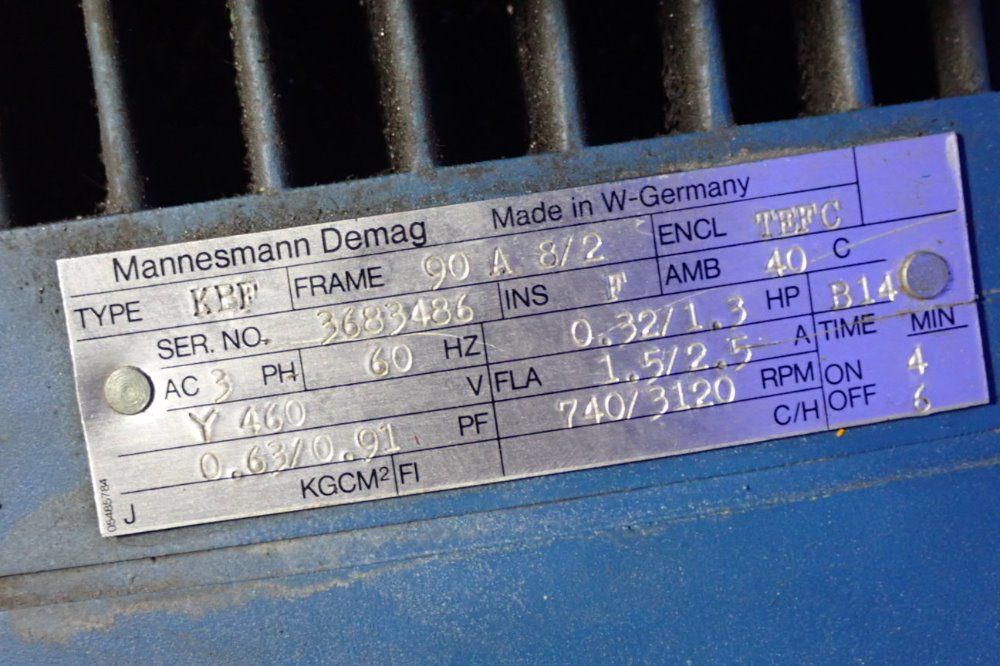 Mannesmann Demag Made in W-Germany
TYPE KBF FRAME 90 A 8/2 ENCL TEFC
SER. NO. 3683486 INS F AMB 40 C
AC 3 PH 60 HZ 0.32/1.3 HP B14
Y 460 V FLA 1.5/2.5 A TIME MIN
0.63/0.91 PF 740/3120 RPM ON 4
J KGCM² FI C/H OFF 6
05485784